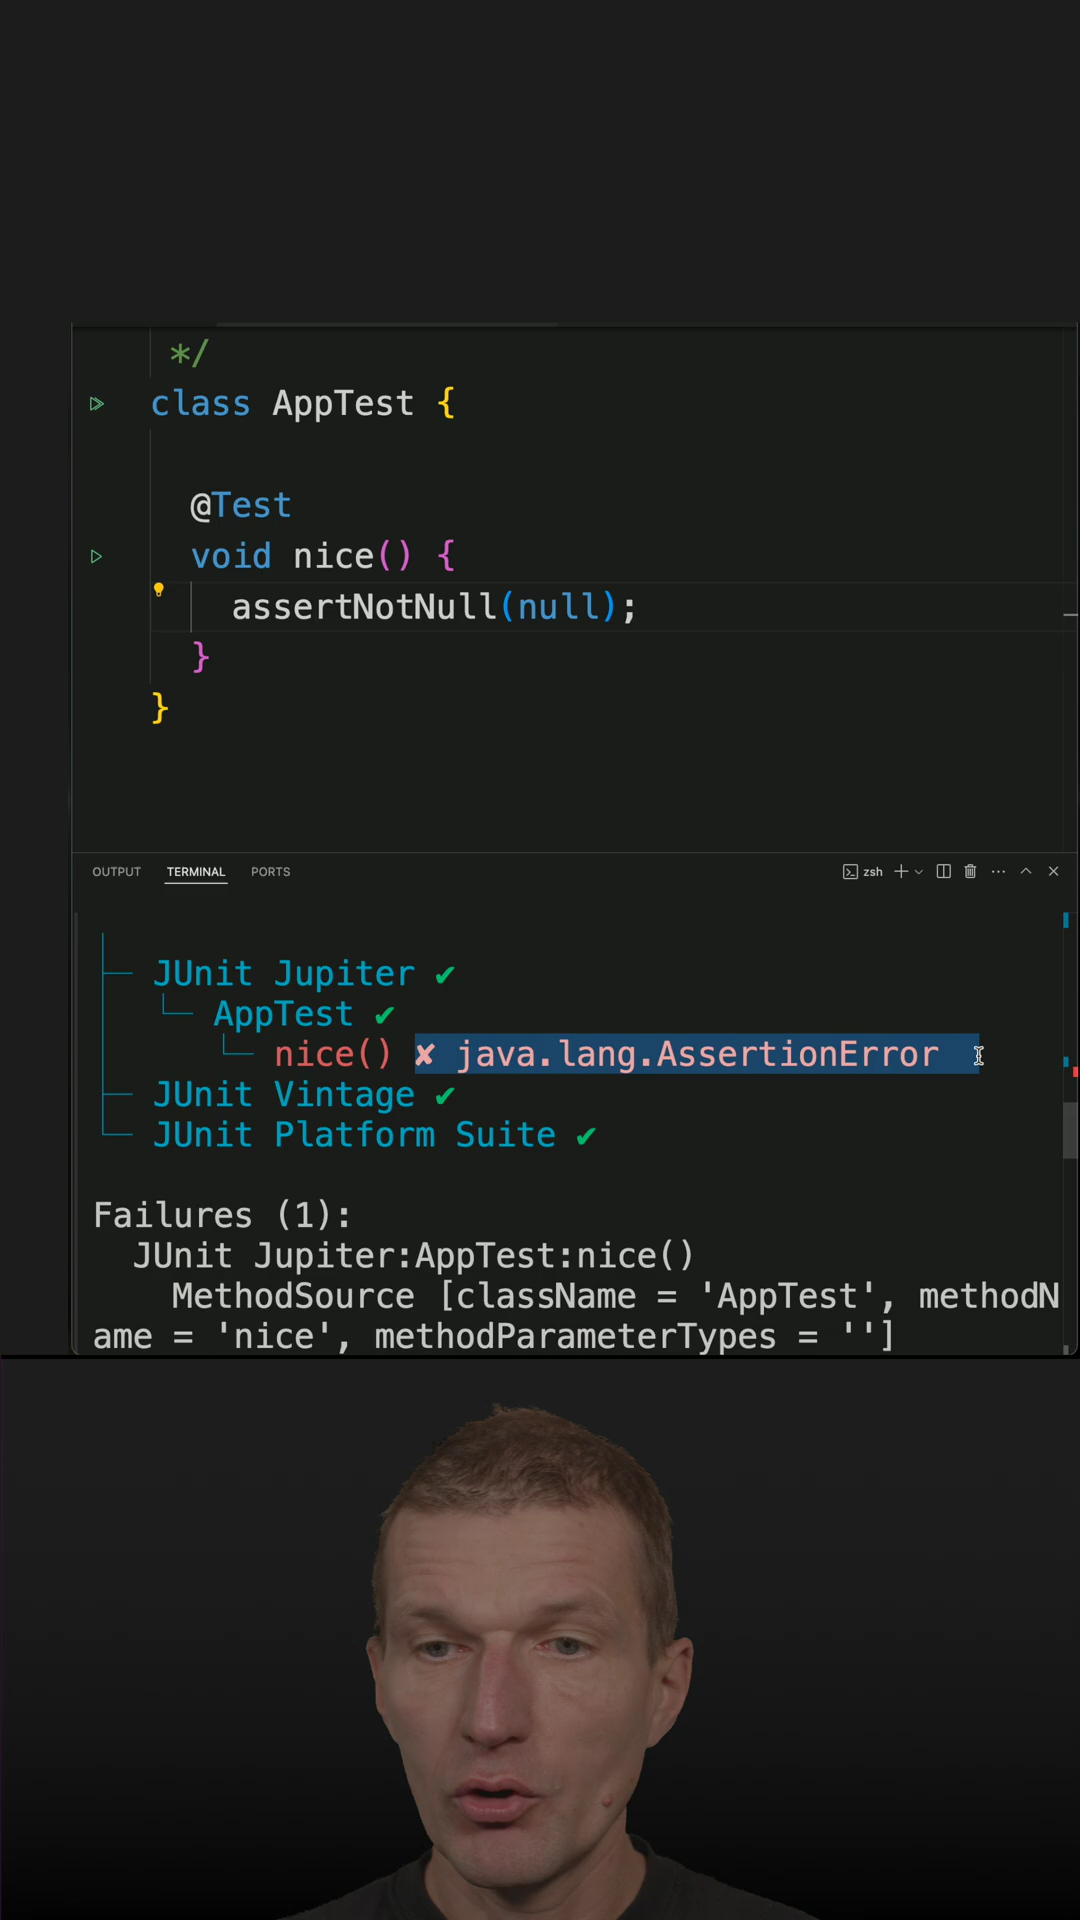 */
class AppTest {
@Test
void nice() {
assertNotNull(null);
}
}
OUTPUT TERMINAL PORTS zsh
JUnit Jupiter ✔
AppTest ✔
nice() ✘ java.lang.AssertionError
JUnit Vintage ✔
JUnit Platform Suite ✔
Failures (1):
JUnit Jupiter:AppTest:nice()
MethodSource [className = 'AppTest', methodN
ame = 'nice', methodParameterTypes = '']